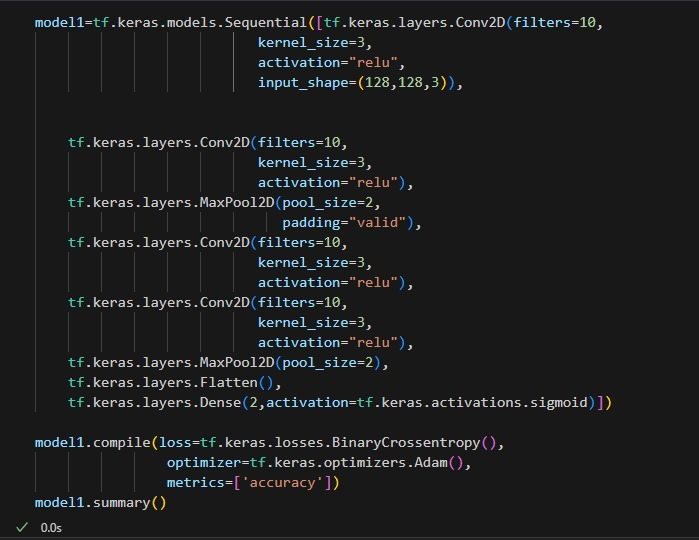 model1=tf.keras.models.Sequential([tf.keras.layers.Conv2D(filters=10,
kernel_size=3,
activation="relu",
input_shape=(128,128,3)),
tf.keras.layers.Conv2D(filters=10,
kernel_size=3,
activation="relu"),
tf.keras.layers.MaxPool2D(pool_size=2,
padding="valid"),
tf.keras.layers.Conv2D(filters=10,
kernel_size=3,
activation="relu"),
tf.keras.layers.Conv2D(filters=10,
kernel_size=3,
activation="relu"),
tf.keras.layers.MaxPool2D(pool_size=2),
tf.keras.layers.Flatten(),
tf.keras.layers.Dense(2,activation=tf.keras.activations.sigmoid)])
model1.compile(loss=tf.keras.losses.BinaryCrossentropy(),
optimizer=tf.keras.optimizers.Adam(),
metrics=['accuracy'])
model1.summary()
0.0s